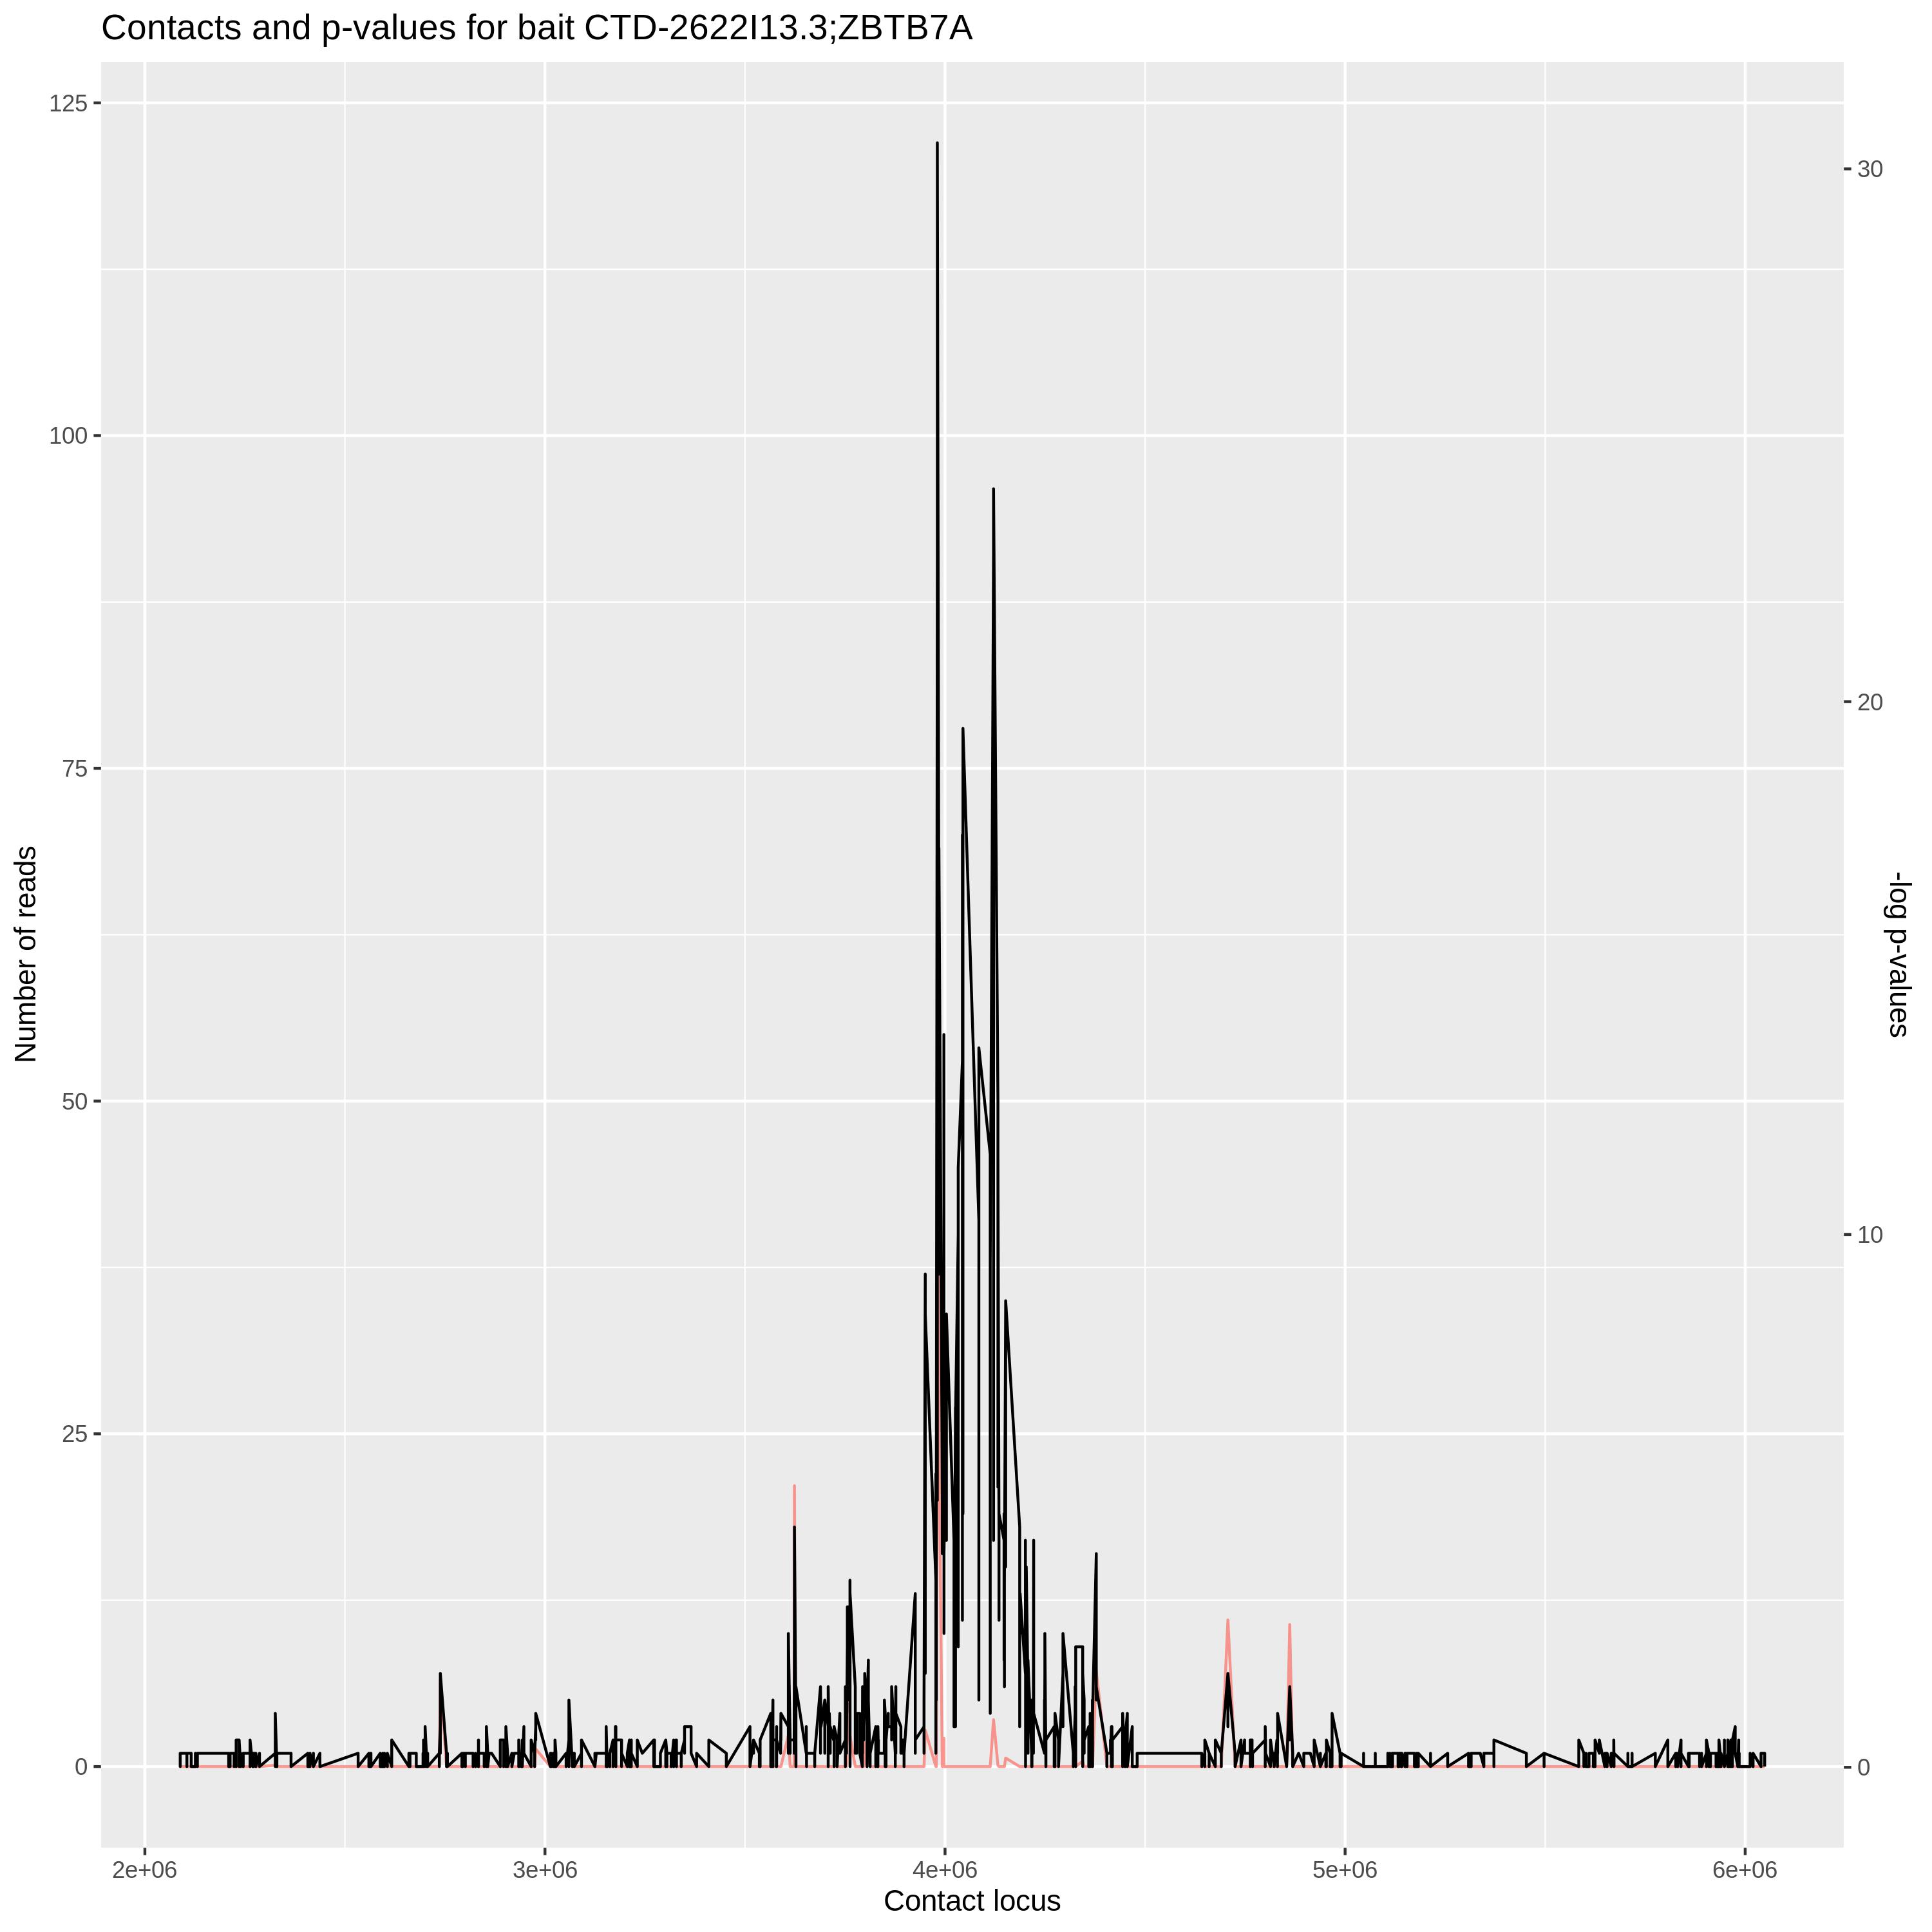 Contacts and p-values for bait CTD-2622I13.3;ZBTB7A
125
100
75
50
25
0
Number of reads
30
20
10
0
-log p-values
2e+06 3e+06 4e+06 5e+06 6e+06
Contact locus